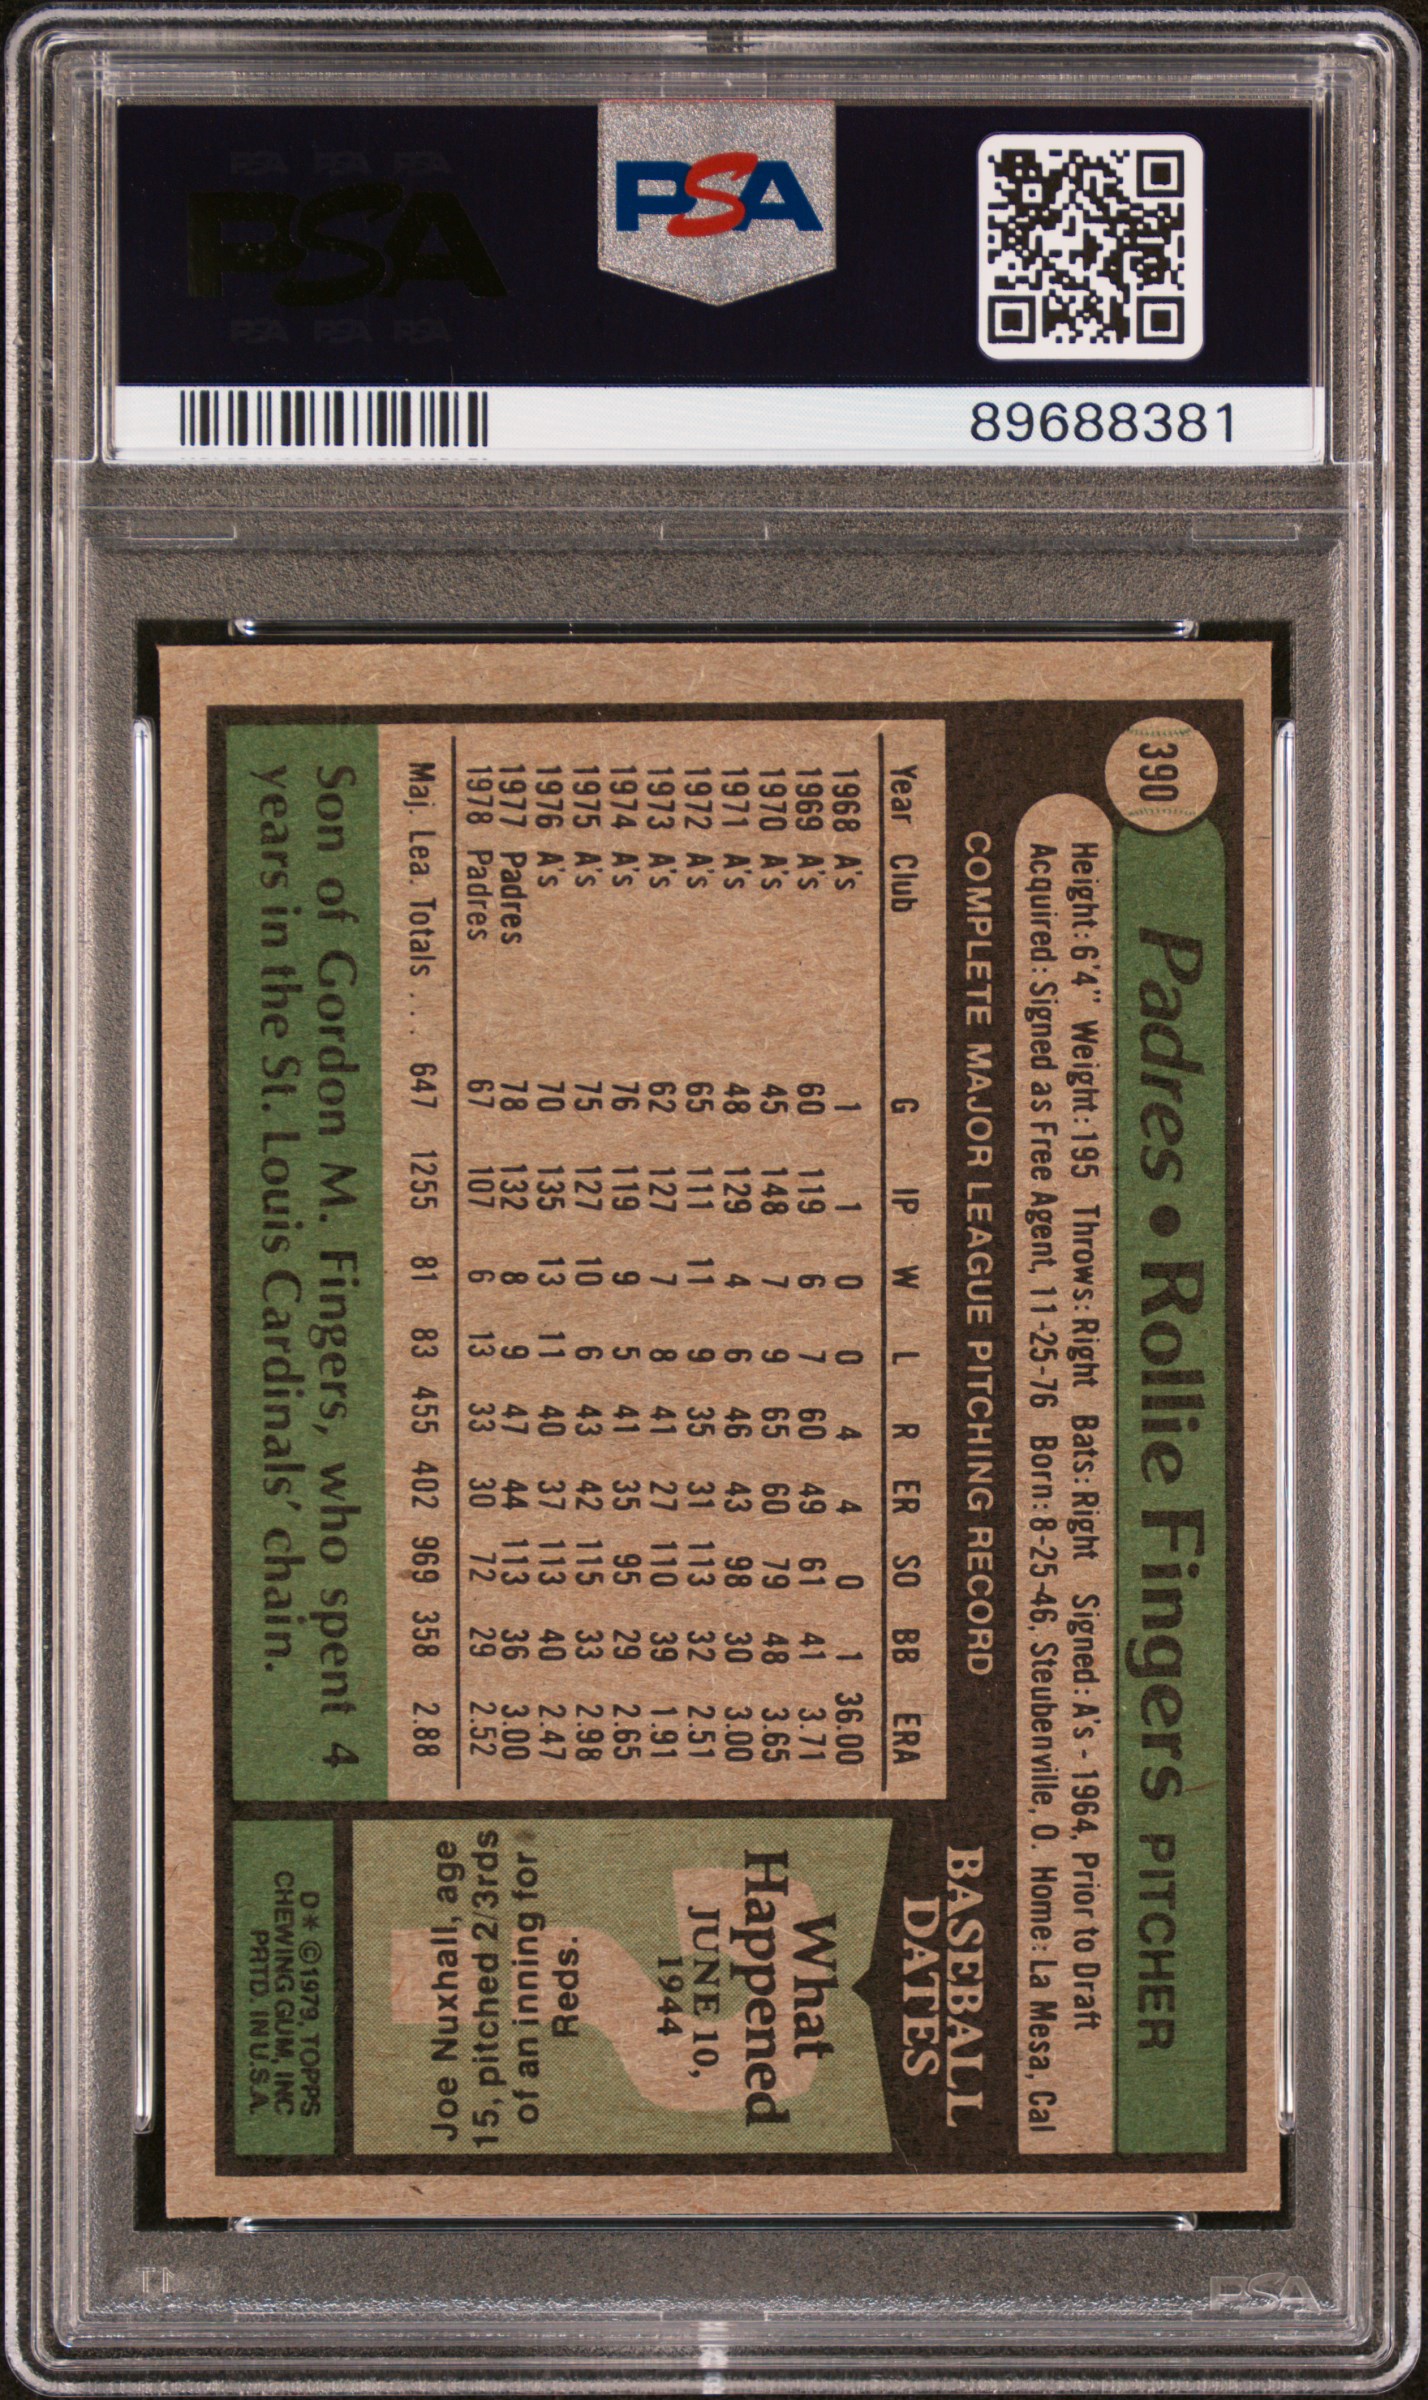 PSA PSA PSA
PSA
PSA PSA PSA
PSA
89688381
390
Padres • Rollie Fingers PITCHER
Height: 6'4" Weight: 195 Throws: Right Bats: Right Signed: A's - 1964, Prior to Draft
Acquired: Signed as Free Agent, 11-25-76 Born: 8-25-46, Steubenville, O. Home: La Mesa, Cal
COMPLETE MAJOR LEAGUE PITCHING RECORD
Year Club G IP W L R ER SO BB ERA
1968 A's 1 1 0 0 4 4 0 1 36.00
1969 A's 60 119 6 7 60 49 61 41 3.71
1970 A's 45 148 7 9 65 60 79 48 3.65
1971 A's 48 129 4 6 46 43 98 30 3.00
1972 A's 65 111 11 9 35 31 113 32 2.51
1973 A's 62 127 7 8 41 27 110 39 1.91
1974 A's 76 119 9 5 41 35 95 29 2.65
1975 A's 75 127 10 6 43 42 115 33 2.98
1976 A's 70 135 13 11 40 37 113 40 2.47
1977 Padres 78 132 8 9 47 44 113 36 3.00
1978 Padres 67 107 6 13 33 30 72 29 2.52
Maj. Lea. Totals . . . 647 1255 81 83 455 402 969 358 2.88
Son of Gordon M. Fingers, who spent 4
years in the St. Louis Cardinals' chain.
BASEBALL
DATES
What
Happened
JUNE 10,
1944
?
Joe Nuxhall, age
15, pitched 2/3rds
of an inning for
Reds.
D* ©1979, TOPPS
CHEWING GUM, INC
PRTD. IN U.S.A.
PSA